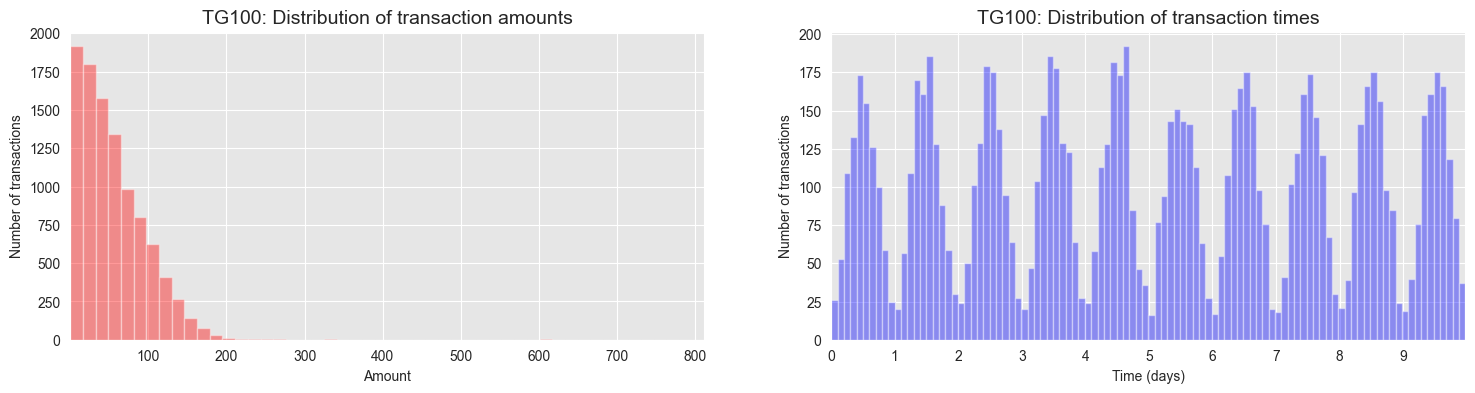 TG100: Distribution of transaction amounts
Number of transactions
2000
1750
1500
1250
1000
750
500
250
0
100 200 300 400 500 600 700 800
Amount
TG100: Distribution of transaction times
Number of transactions
200
175
150
125
100
75
50
25
0
0 1 2 3 4 5 6 7 8 9
Time (days)